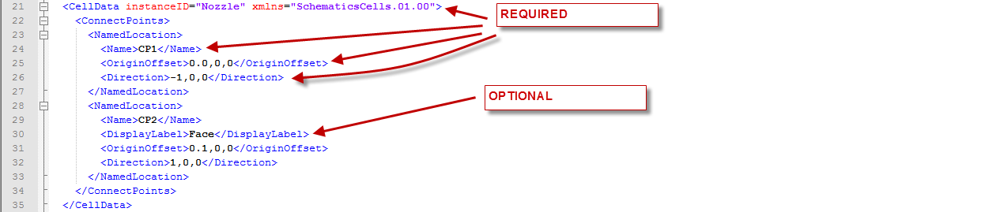 21 <CellData instanceID="Nozzle" xmlns="SchematicsCells.01.00"> REQUIRED
22 <ConnectPoints>
23 <NamedLocation>
24 <Name>CP1</Name>
25 <OriginOffset>0.0,0,0</OriginOffset>
26 <Direction>-1,0,0</Direction>
27 </NamedLocation>
28 <NamedLocation> OPTIONAL
29 <Name>CP2</Name>
30 <DisplayLabel>Face</DisplayLabel>
31 <OriginOffset>0.1,0,0</OriginOffset>
32 <Direction>1,0,0</Direction>
33 </NamedLocation>
34 </ConnectPoints>
35 </CellData>